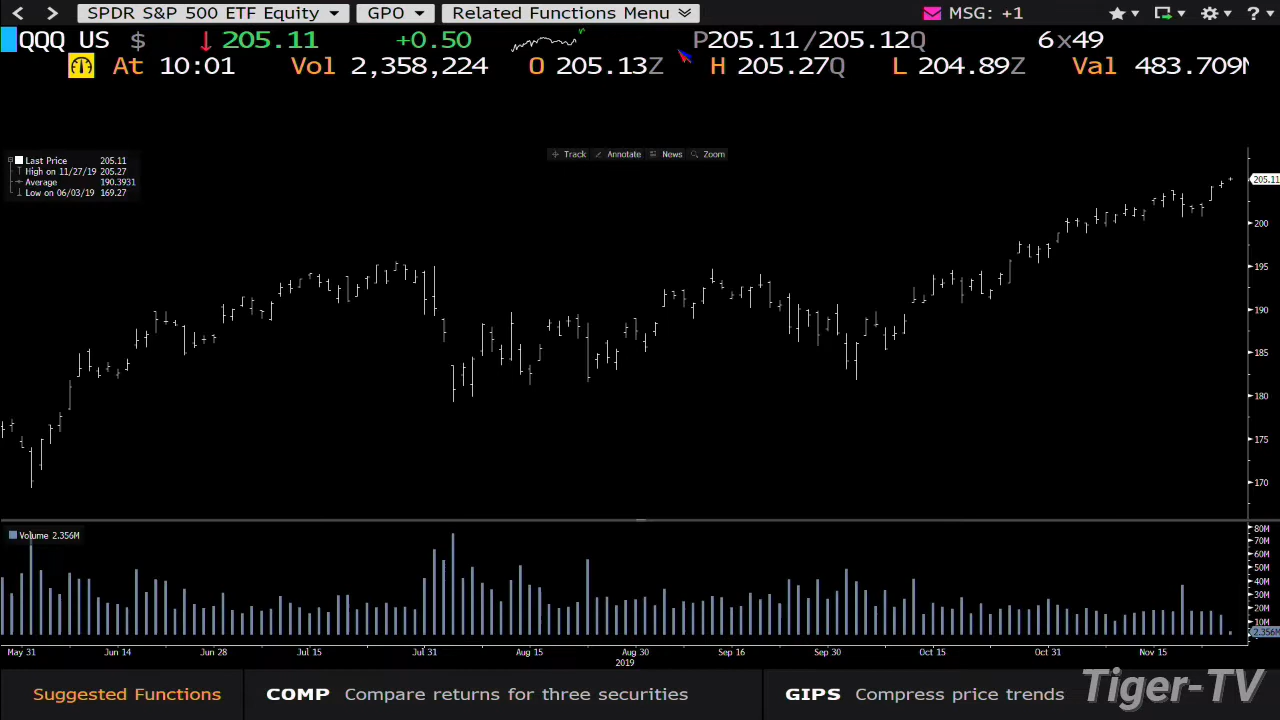 SPDR S&P 500 ETF Equity GPO Related Functions Menu MSG: +1 ?
QQQ US $ ↓ 205.11 +0.50 P205.11/205.12Q 6x49
At 10:01 Vol 2,358,224 O 205.13Z H 205.27Q L 204.89Z Val 483.709M
Track Annotate News Zoom
Last Price 205.11
High on 11/27/19 205.27
Average 190.3931
Low on 06/03/19 169.27
205.11
200
195
190
185
180
175
170
Volume 2.356M
80M
70M
60M
50M
40M
30M
20M
10M
2.356M
May 31 Jun 14 Jun 28 Jul 15 Jul 31 Aug 15 Aug 30 Sep 16 Sep 30 Oct 15 Oct 31 Nov 15
2019
Suggested Functions COMP Compare returns for three securities GIPS Compress price trends
Tiger-TV